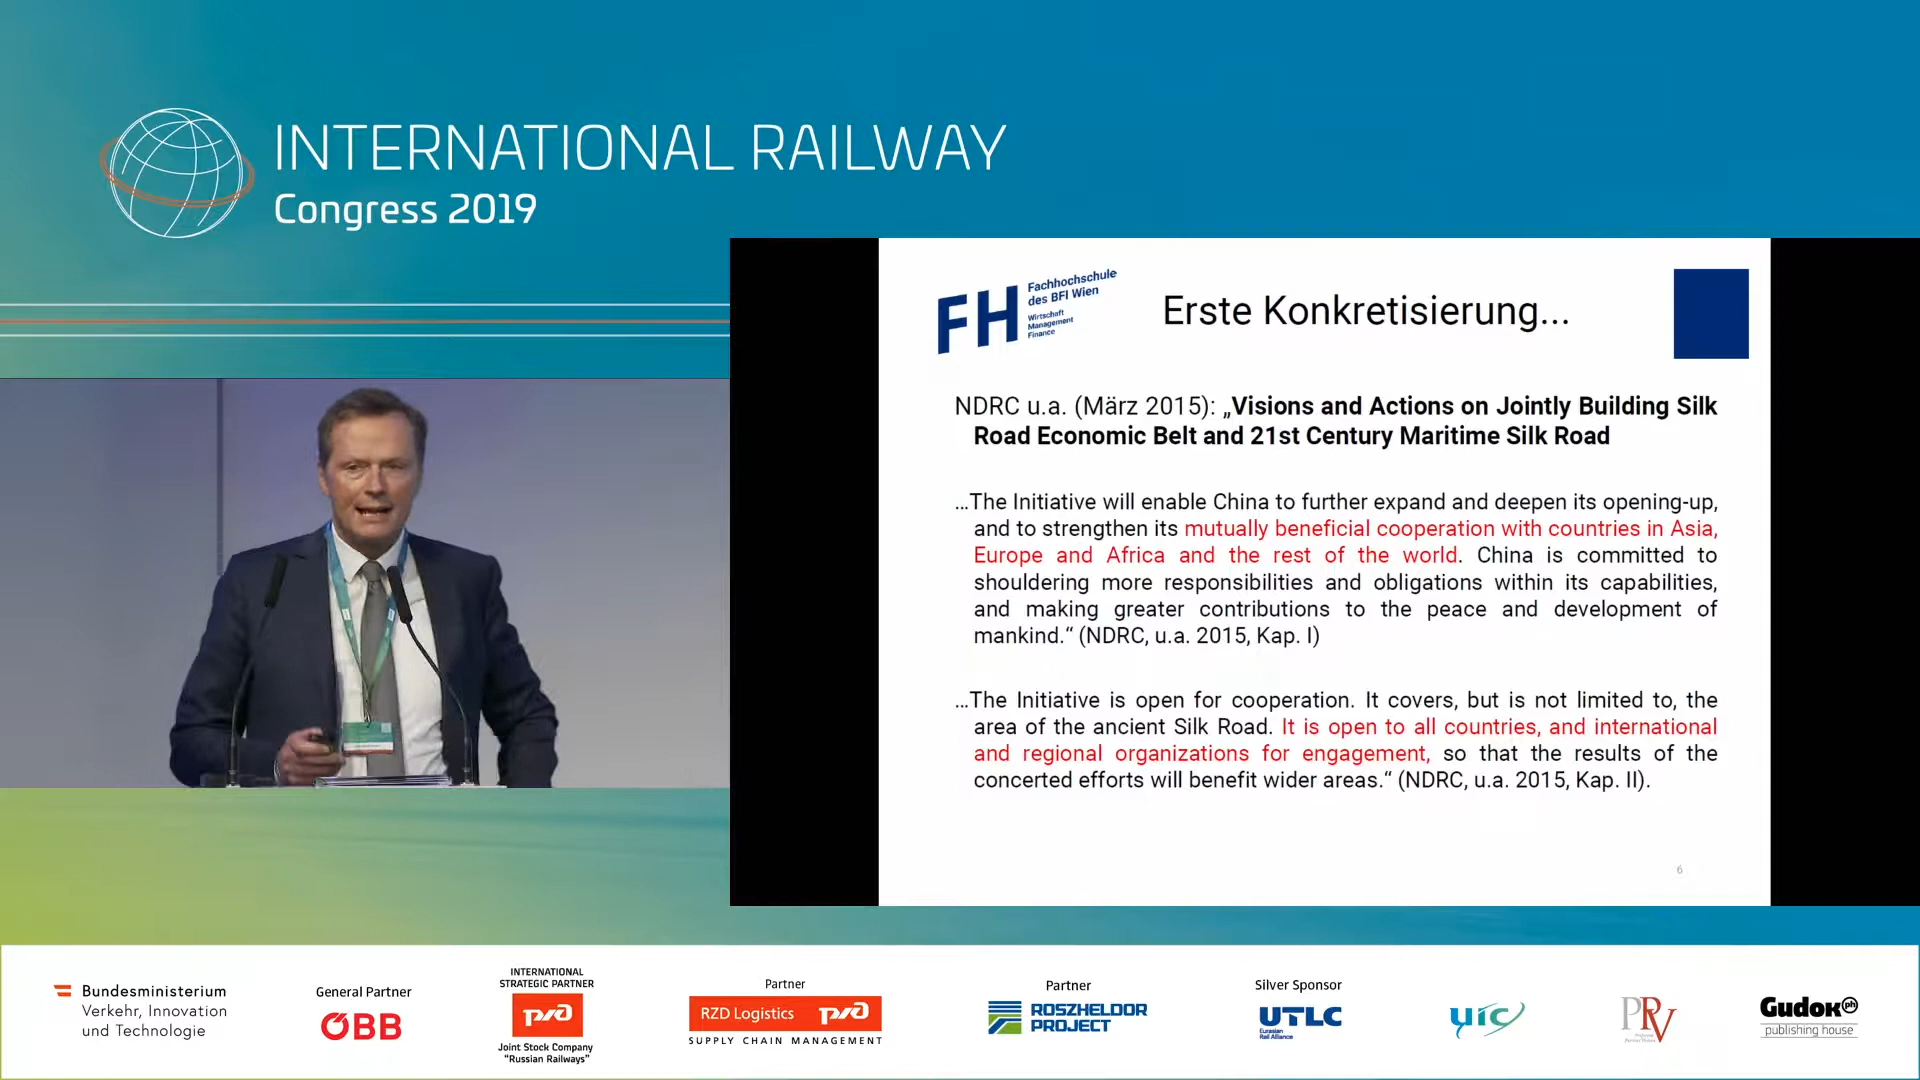 INTERNATIONAL RAILWAY
Congress 2019
FH
Fachhochschule
des BFI Wien
Wirtschaft
Management
Finance
Erste Konkretisierung...
NDRC u.a. (März 2015): „Visions and Actions on Jointly Building Silk
Road Economic Belt and 21st Century Maritime Silk Road
…The Initiative will enable China to further expand and deepen its opening-up,
and to strengthen its mutually beneficial cooperation with countries in Asia,
Europe and Africa and the rest of the world. China is committed to
shouldering more responsibilities and obligations within its capabilities,
and making greater contributions to the peace and development of
mankind.“ (NDRC, u.a. 2015, Kap. I)
…The Initiative is open for cooperation. It covers, but is not limited to, the
area of the ancient Silk Road. It is open to all countries, and international
and regional organizations for engagement, so that the results of the
concerted efforts will benefit wider areas.“ (NDRC, u.a. 2015, Kap. II).
6
Bundesministerium
Verkehr, Innovation
und Technologie
General Partner
ÖBB
INTERNATIONAL
STRATEGIC PARTNER
ржд
Joint Stock Company
"Russian Railways"
Partner
RZD Logistics ржд
SUPPLY CHAIN MANAGEMENT
Partner
ROSZHELDOR
PROJECT
Silver Sponsor
UTLC
Eurasian
Rail Alliance
uic
PRV
Gudok ph
publishing house